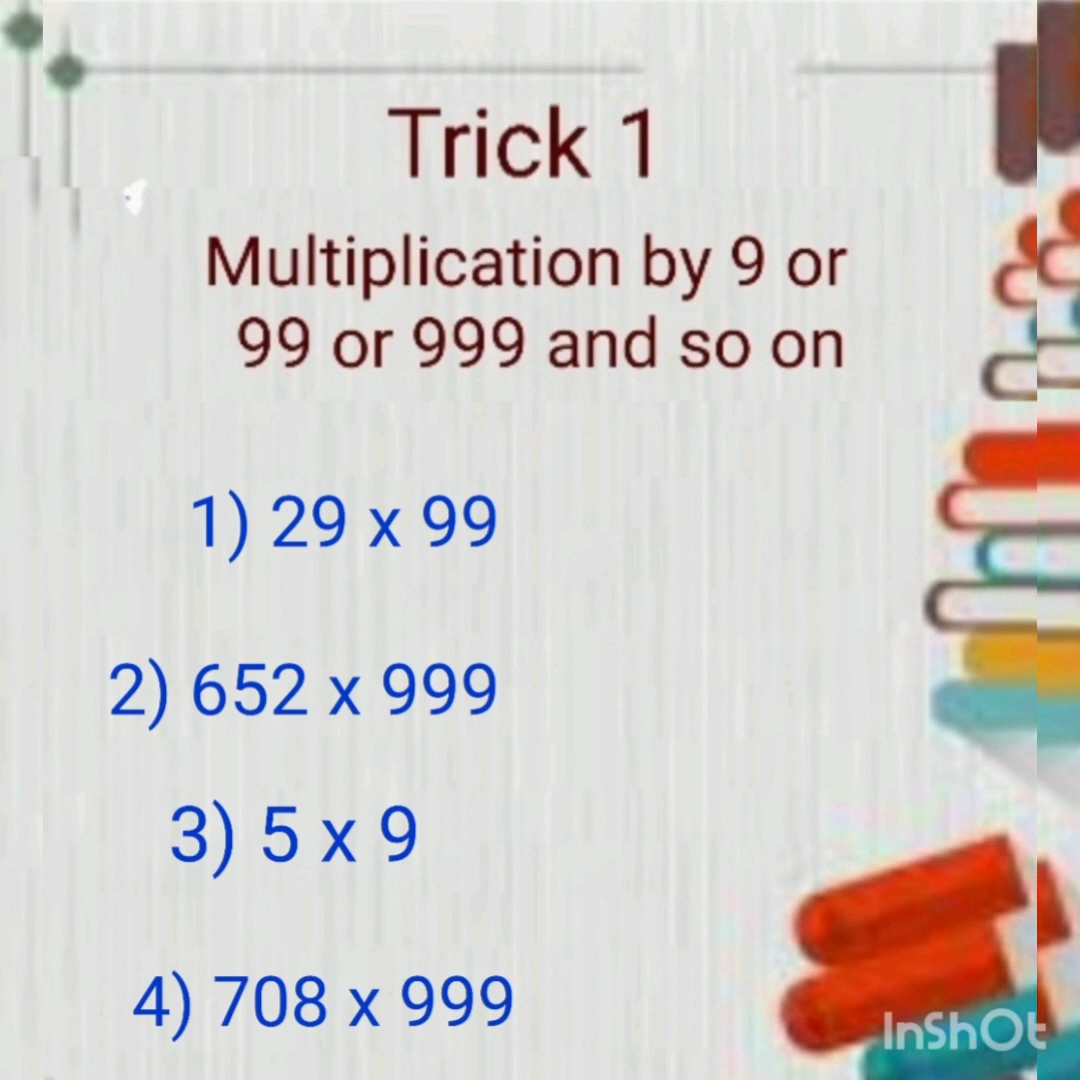 Trick 1
Multiplication by 9 or
99 or 999 and so on
1) 29 x 99
2) 652 x 999
3) 5 x 9
4) 708 x 999
InShOt